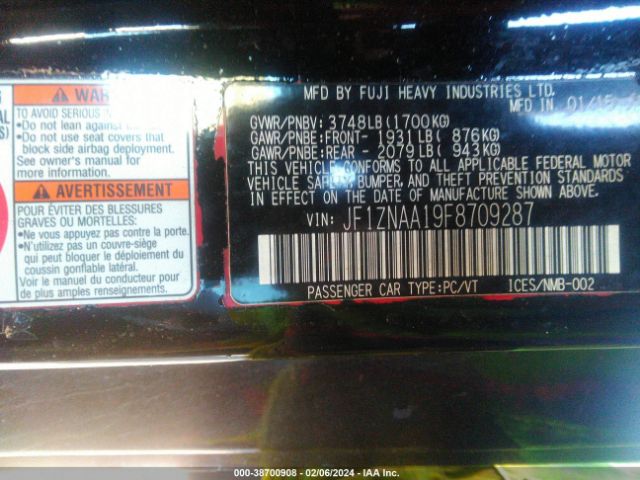 WAR
TO AVOID SERIOUS
•Do not lean against
•Do not use seat covers that
block side airbag deployment.
See owner's manual for
more information.
AVERTISSEMENT
POUR ÉVITER DES BLESSURES
GRAVES OU MORTELLES:
•Ne vous appuyez pas contre la porte.
•N'utilisez pas un couvre-siège
qui peut bloquer le déploiement du
coussin gonflable latéral.
Voir le manuel du conducteur pour
de plus amples renseignements.
MFD BY FUJI HEAVY INDUSTRIES LTD.
MFD IN 01/15
GVWR/PNBV: 3748LB(1700KG)
GAWR/PNBE:FRONT- 1931LB( 876KG)
GAWR/PNBE:REAR - 2079LB( 943KG)
THIS VEHICLE CONFORMS TO ALL APPLICABLE FEDERAL MOTOR
VEHICLE SAFETY, BUMPER, AND THEFT PREVENTION STANDARDS
IN EFFECT ON THE DATE OF MANUFACTURE SHOWN ABOVE.
VIN: JF1ZNAA19F8709287
PASSENGER CAR TYPE:PC/VT ICES/NMB-002
000-38700908 - 02/06/2024 - IAA Inc.